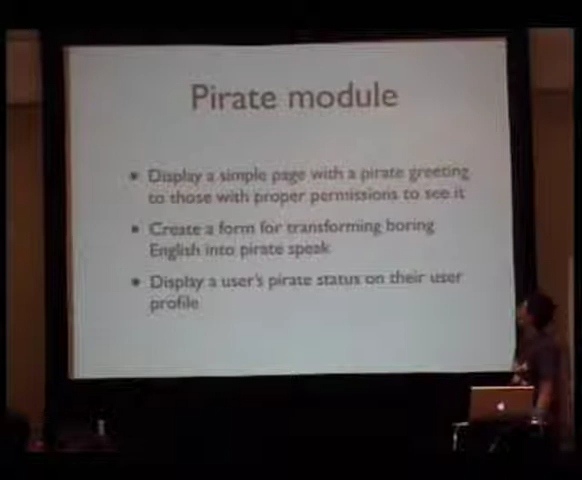 Pirate module
• Display a simple page with a pirate greeting
to those with proper permissions to see it
• Create a form for transforming boring
English into pirate speak
• Display a user's pirate status on their user
profile